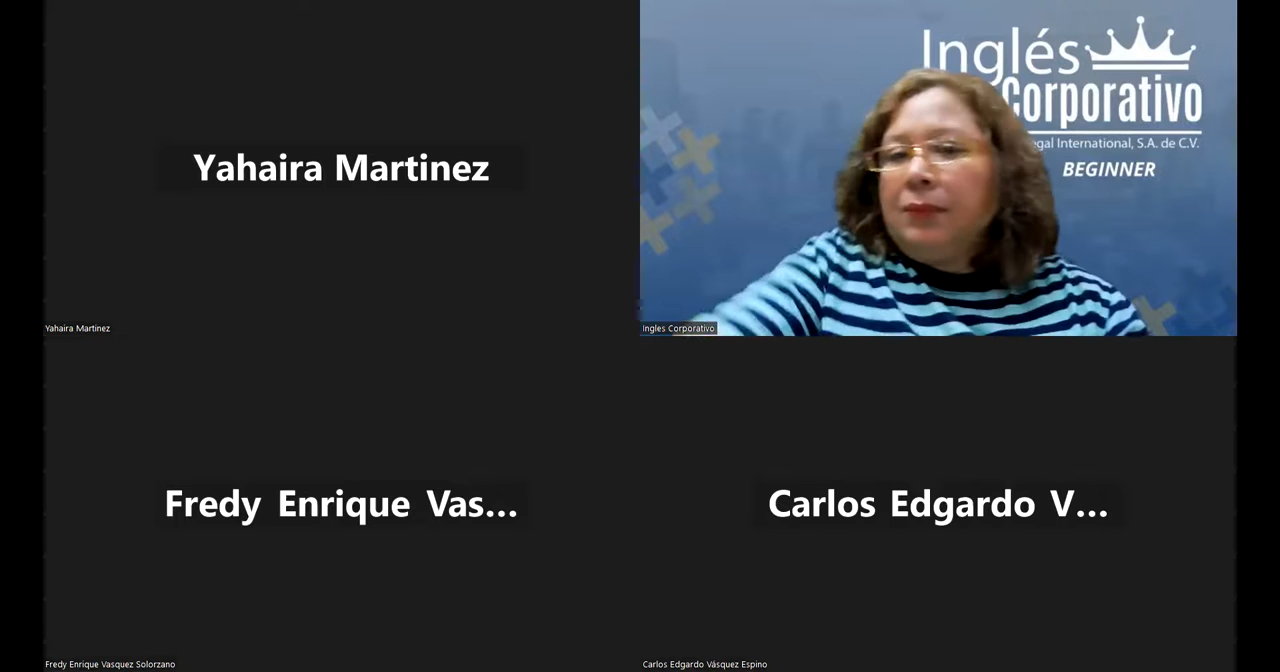 Yahaira Martinez
Yahaira Martinez
Inglés
Corporativo
egal International, S.A. de C.V.
BEGINNER
Ingles Corporativo
Fredy Enrique Vas...
Fredy Enrique Vasquez Solorzano
Carlos Edgardo V...
Carlos Edgardo Vásquez Espino